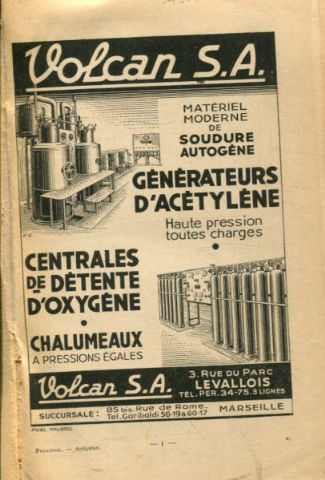 Volcan S.A.
MATÉRIEL
MODERNE
DE
SOUDURE
AUTOGÈNE
GÉNÉRATEURS
D'ACÉTYLÈNE
Haute pression
toutes charges
CENTRALES
DE DÉTENTE
D'OXYGÈNE
CHALUMEAUX
A PRESSIONS ÉGALES
Volcan S.A.
3. RUE DU PARC
LEVALLOIS
TÉL. PER. 34-75.3 LIGNES
SUCCURSALE :
85 bis. Rue de Rome.
Tel. Garibaldi 56-19 & 60-17
MARSEILLE
— 1 —